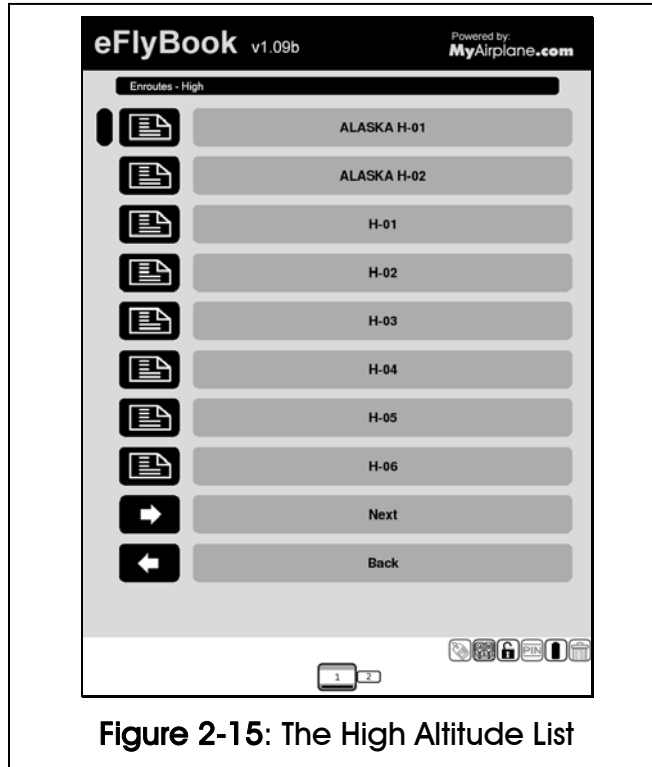 eFlyBook v1.09b
Powered by:
MyAirplane.com
Enroutes - High
ALASKA H-01
ALASKA H-02
H-01
H-02
H-03
H-04
H-05
H-06
Next
Back
PIN
1 2
Figure 2-15: The High Altitude List